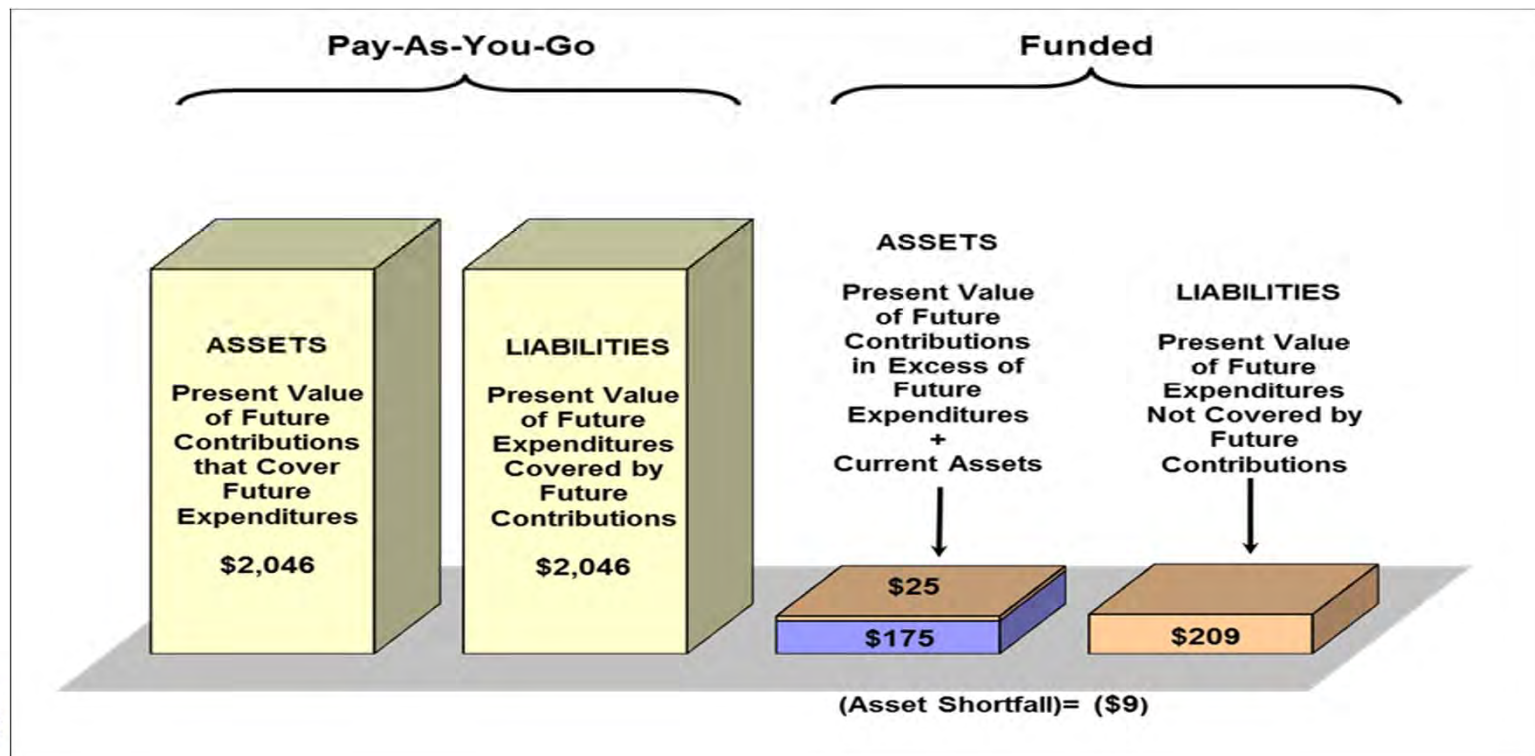 Pay-As-You-Go
Funded
ASSETS
Present Value
of Future
Contributions
that Cover
Future
Expenditures
$2,046
LIABILITIES
Present Value
of Future
Expenditures
Covered by
Future
Contributions
$2,046
ASSETS
Present Value
of Future
Contributions
in Excess of
Future
Expenditures
+
Current Assets
$25
$175
LIABILITIES
Present Value
of Future
Expenditures
Not Covered by
Future
Contributions
$209
(Asset Shortfall)= ($9)